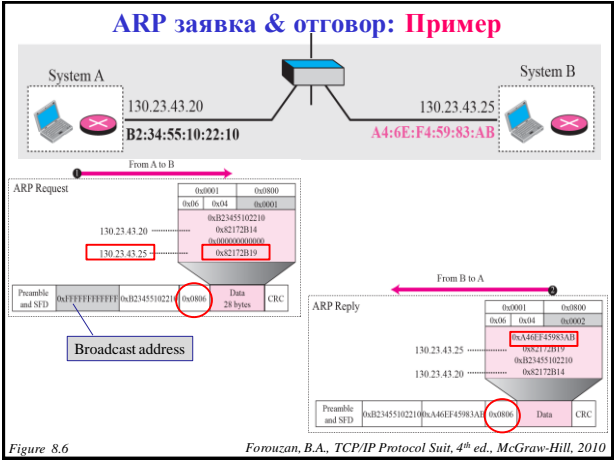 ARP заявка & отговор: Пример
System A
System B
130.23.43.20
130.23.43.25
B2:34:55:10:22:10
A4:6E:F4:59:83:AB
From A to B
1
ARP Request
0x0001 0x0800
0x06 0x04 0x0001
0xB23455102210
130.23.43.20 0x82172B14
0x000000000000
130.23.43.25 0x82172B19
Preamble and SFD
0xFFFFFFFFFFFF 0xB23455102210 0x0806
Data
28 bytes
CRC
Broadcast address
From B to A
2
ARP Reply
0x0001 0x0800
0x06 0x04 0x0002
0xA46EF45983AB
130.23.43.25 0x82172B19
0xB23455102210
130.23.43.20 0x82172B14
Preamble and SFD
0xB23455102210 0xA46EF45983AB 0x0806 Data CRC
Figure 8.6
Forouzan, B.A., TCP/IP Protocol Suit, 4th ed., McGraw-Hill, 2010